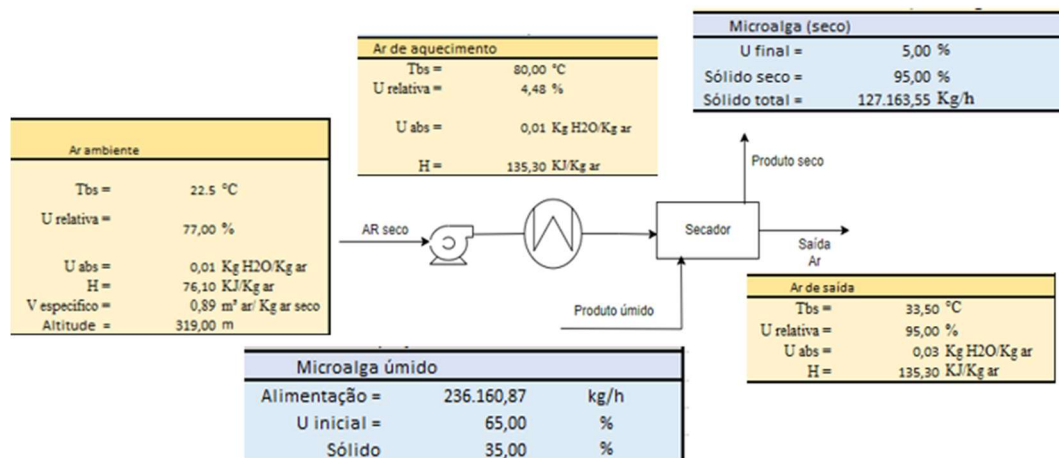 Ar ambiente
Tbs = 22.5 °C
U relativa = 77,00 %
U abs = 0,01 Kg H2O/Kg ar
H = 76,10 KJ/Kg ar
V especifico = 0,89 m³ ar/ Kg ar seco
Altitude = 319,00 m
Ar de aquecimento
Tbs = 80,00 °C
U relativa = 4,48 %
U abs = 0,01 Kg H2O/Kg ar
H = 135,30 KJ/Kg ar
Microalga (seco)
U final = 5,00 %
Sólido seco = 95,00 %
Sólido total = 127.163,55 Kg/h
Produto seco
AR seco
Secador
Saída
Ar
Produto úmido
Ar de saída
Tbs = 33,50 °C
U relativa = 95,00 %
U abs = 0,03 Kg H2O/Kg ar
H = 135,30 KJ/Kg ar
Microalga úmido
Alimentação = 236.160,87 kg/h
U inicial = 65,00 %
Sólido 35,00 %